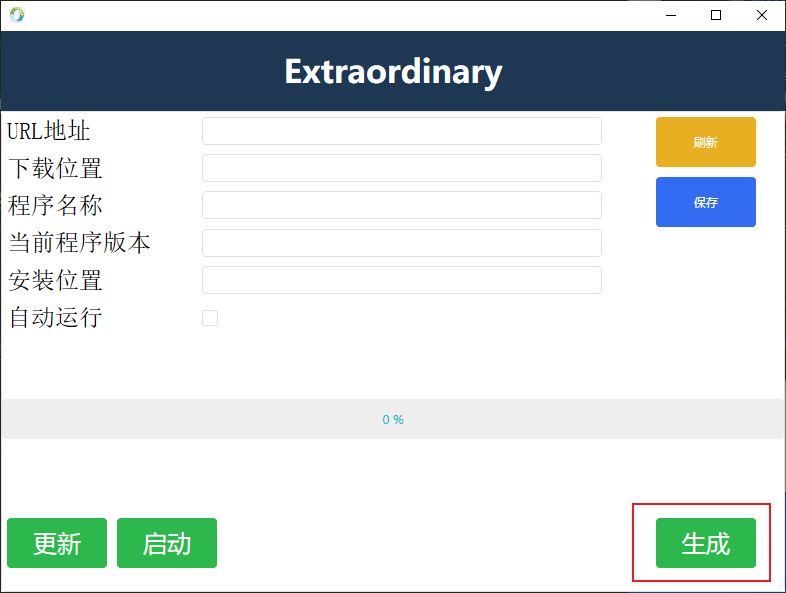 Extraordinary
URL地址
刷新
下载位置
保存
程序名称
当前程序版本
安装位置
自动运行
0 %
更新
启动
生成